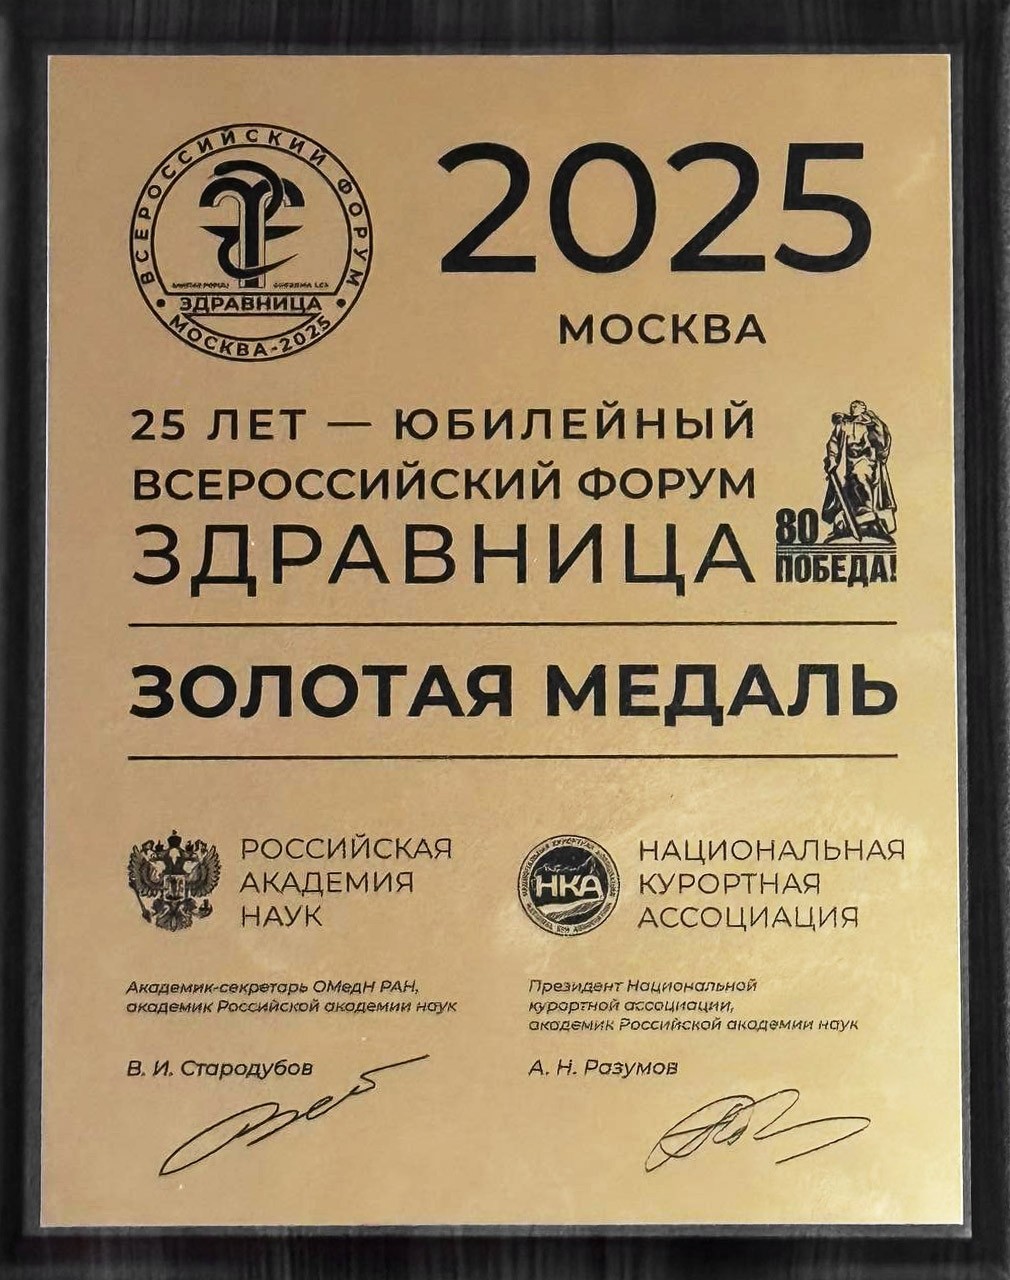 ВСЕРОССИЙСКИЙ ФОРУМ
ЗДРАВНИЦА
МОСКВА-2025
2025
МОСКВА
25 ЛЕТ — ЮБИЛЕЙНЫЙ
ВСЕРОССИЙСКИЙ ФОРУМ
ЗДРАВНИЦА
80
ПОБЕДА!
ЗОЛОТАЯ МЕДАЛЬ
РОССИЙСКАЯ
АКАДЕМИЯ
НАУК
НКА
НАЦИОНАЛЬНАЯ
КУРОРТНАЯ
АССОЦИАЦИЯ
Академик-секретарь ОМедН РАН,
академик Российской академии наук
В. И. Стародубов
Президент Национальной
курортной ассоциации,
академик Российской академии наук
А. Н. Разумов